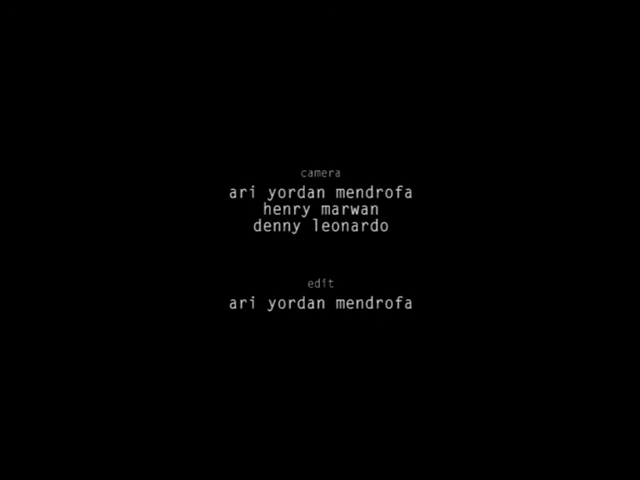 camera
ari yordan mendrofa
henry marwan
denny leonardo
edit
ari yordan mendrofa